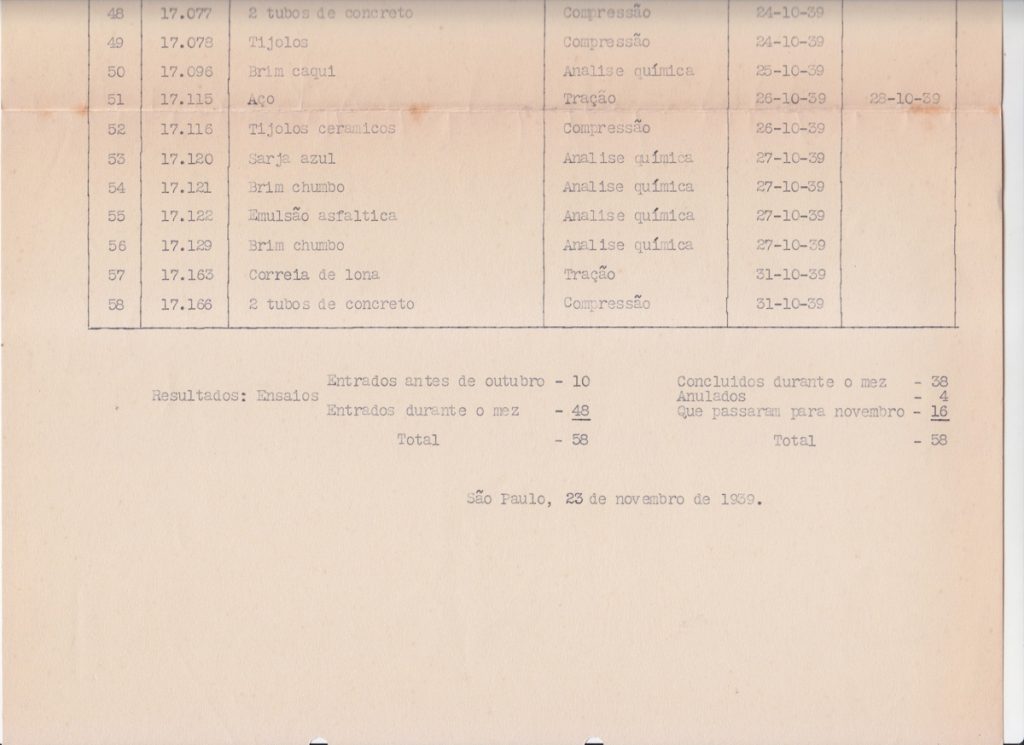 48 17.077 2 tubos de concreto Compressão 24-10-39
49 17.078 Tijolos Compressão 24-10-39
50 17.096 Brim caqui Analise química 25-10-39
51 17.115 Aço Tração 26-10-39 28-10-39
52 17.116 Tijolos ceramicos Compressão 26-10-39
53 17.120 Sarja azul Analise química 27-10-39
54 17.121 Brim chumbo Analise química 27-10-39
55 17.122 Emulsão asfaltica Analise química 27-10-39
56 17.129 Brim chumbo Analise química 27-10-39
57 17.163 Correia de lona Tração 31-10-39
58 17.166 2 tubos de concreto Compressão 31-10-39
Entrados antes de outubro - 10 Concluidos durante o mez - 38
Resultados: Ensaios Anulados - 4
Entrados durante o mez - 48 Que passaram para novembro - 16
Total - 58 Total - 58
São Paulo, 23 de novembro de 1939.